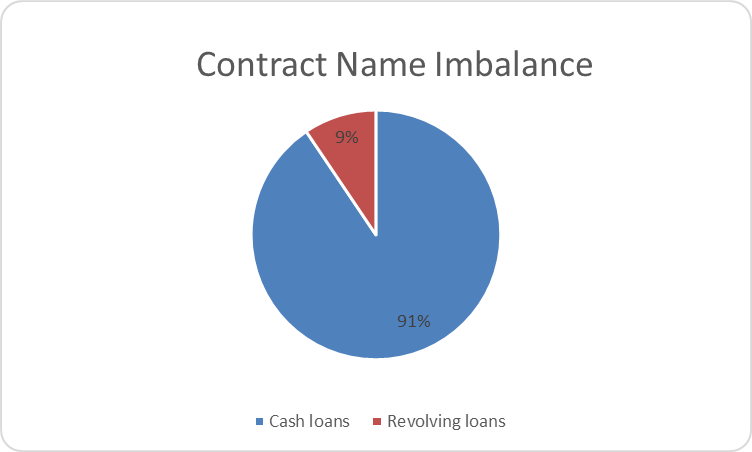 Contract Name Imbalance
9%
91%
Cash loans Revolving loans